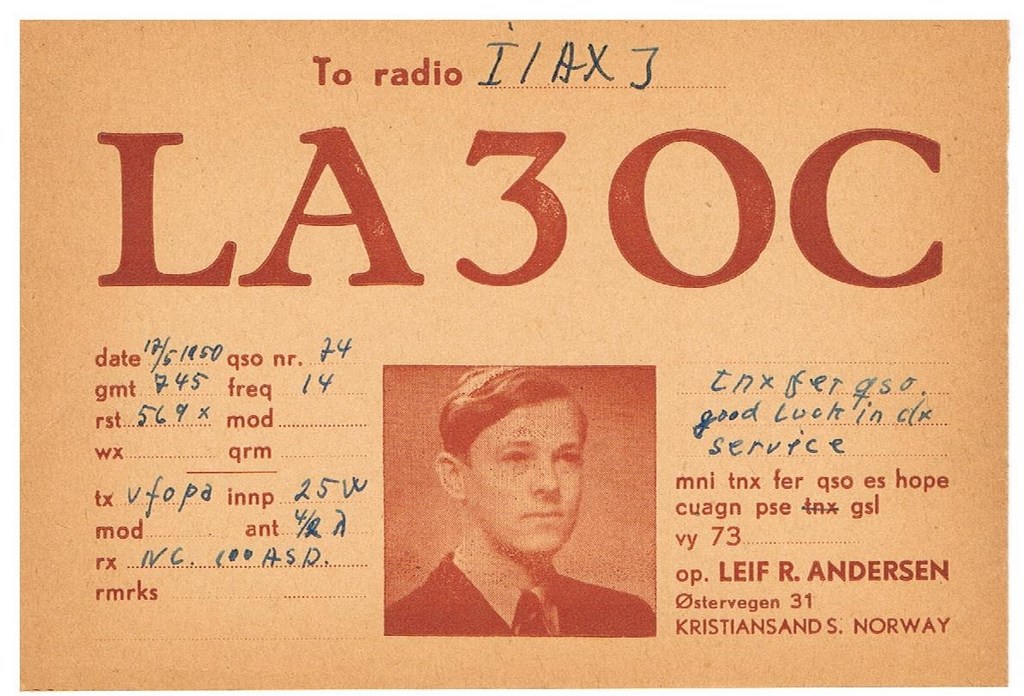 To radio I1AXJ
LA3OC
date 17/5 1950 qso nr. 74
gmt 745 freq 14
rst 569x mod
wx qrm
tx vfopa innp 25W
mod ant 4/2 λ
rx NC. 100 ASD.
rmrks
tnx fer qso.
good luck in dx
service
mni tnx fer qso es hope
cuagn pse tnx gsl
vy 73
op. LEIF R. ANDERSEN
Østervegen 31
KRISTIANSAND S. NORWAY